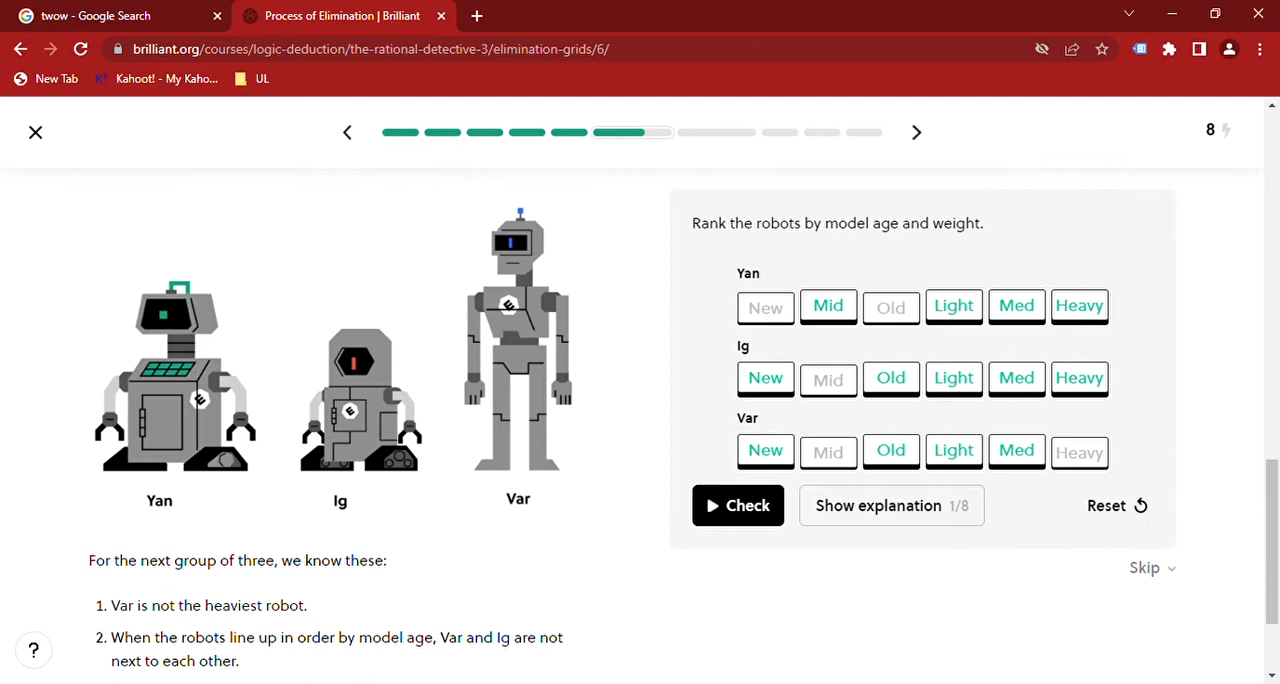 twow - Google Search
Process of Elimination | Brilliant
brilliant.org/courses/logic-deduction/the-rational-detective-3/elimination-grids/6/
New Tab
K! Kahoot! - My Kaho...
UL
8
Rank the robots by model age and weight.
Yan
New Mid Old Light Med Heavy
Ig
New Mid Old Light Med Heavy
Var
New Mid Old Light Med Heavy
Check Show explanation 1/8 Reset
Skip
E E E
Yan Ig Var
For the next group of three, we know these:
1. Var is not the heaviest robot.
2. When the robots line up in order by model age, Var and Ig are not
next to each other.
?